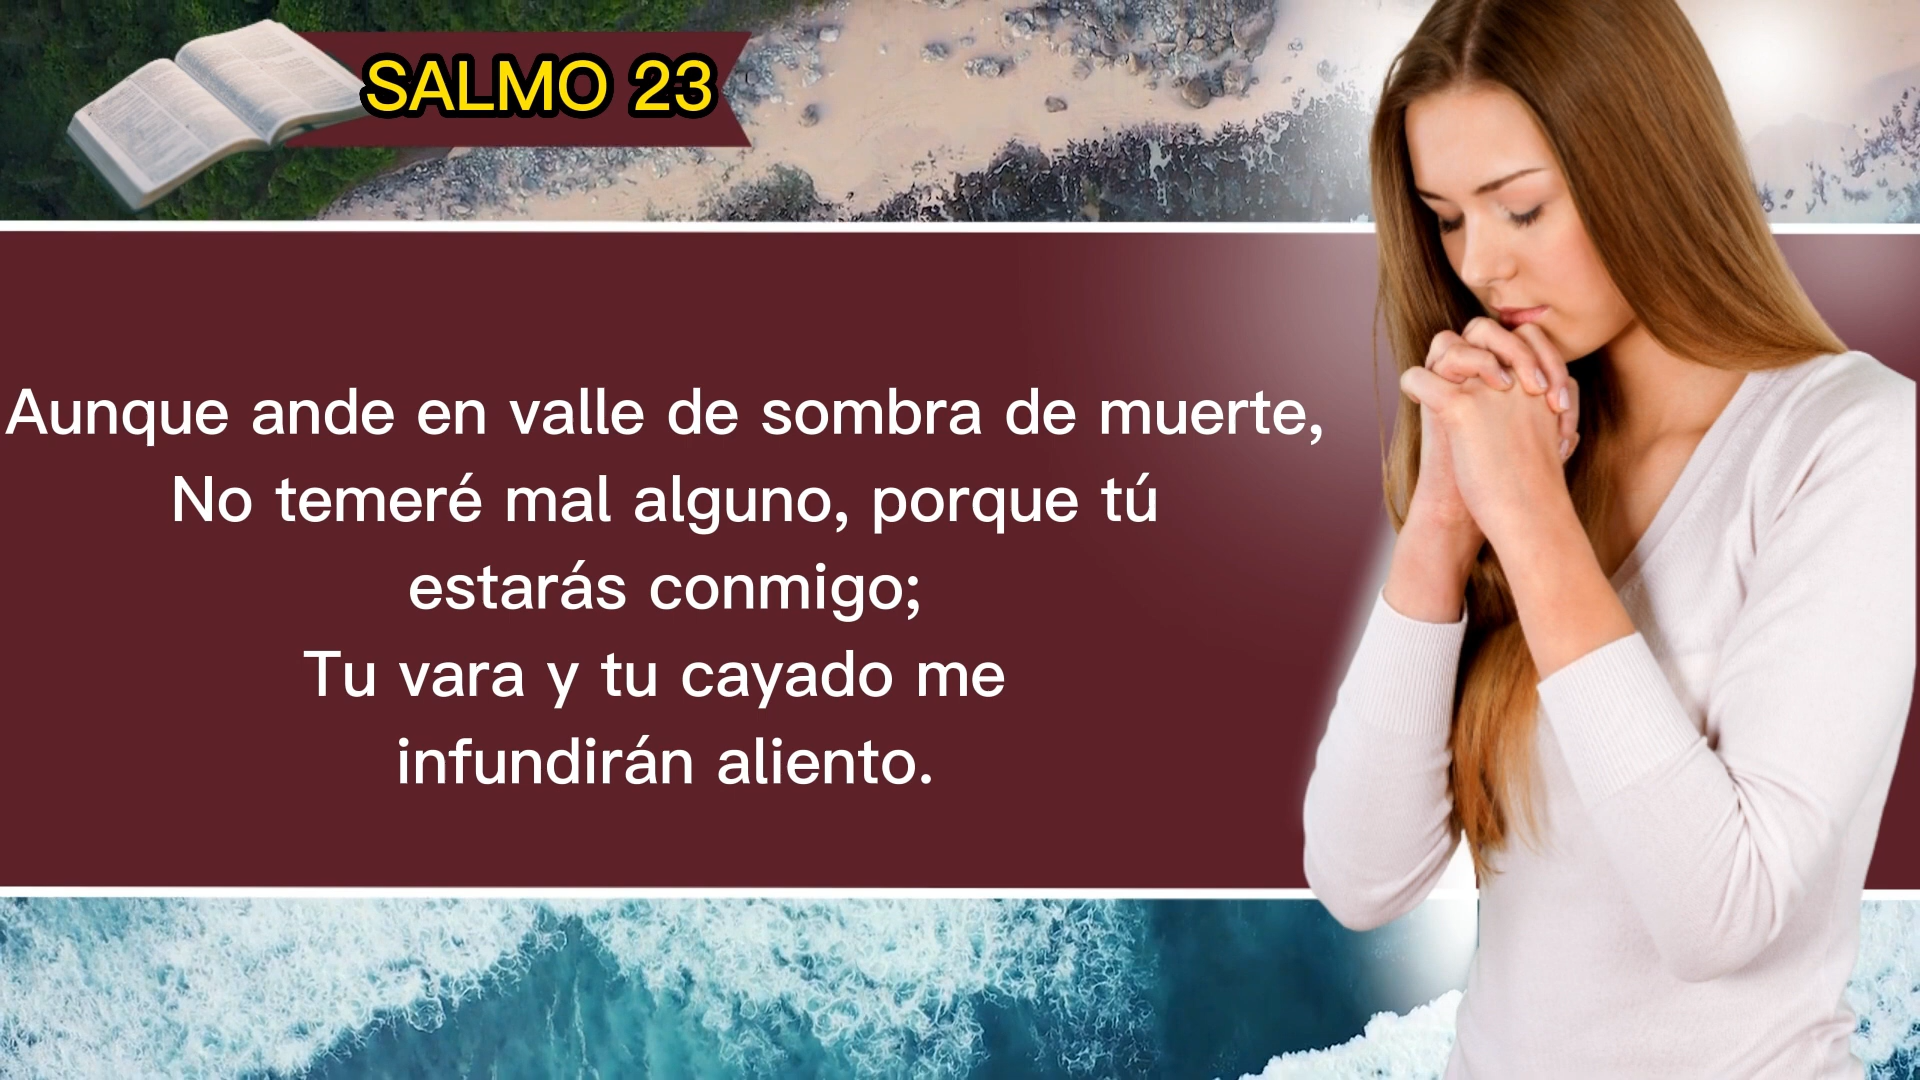 SALMO 23
Aunque ande en valle de sombra de muerte,
No temeré mal alguno, porque tú
estarás conmigo;
Tu vara y tu cayado me
infundirán aliento.